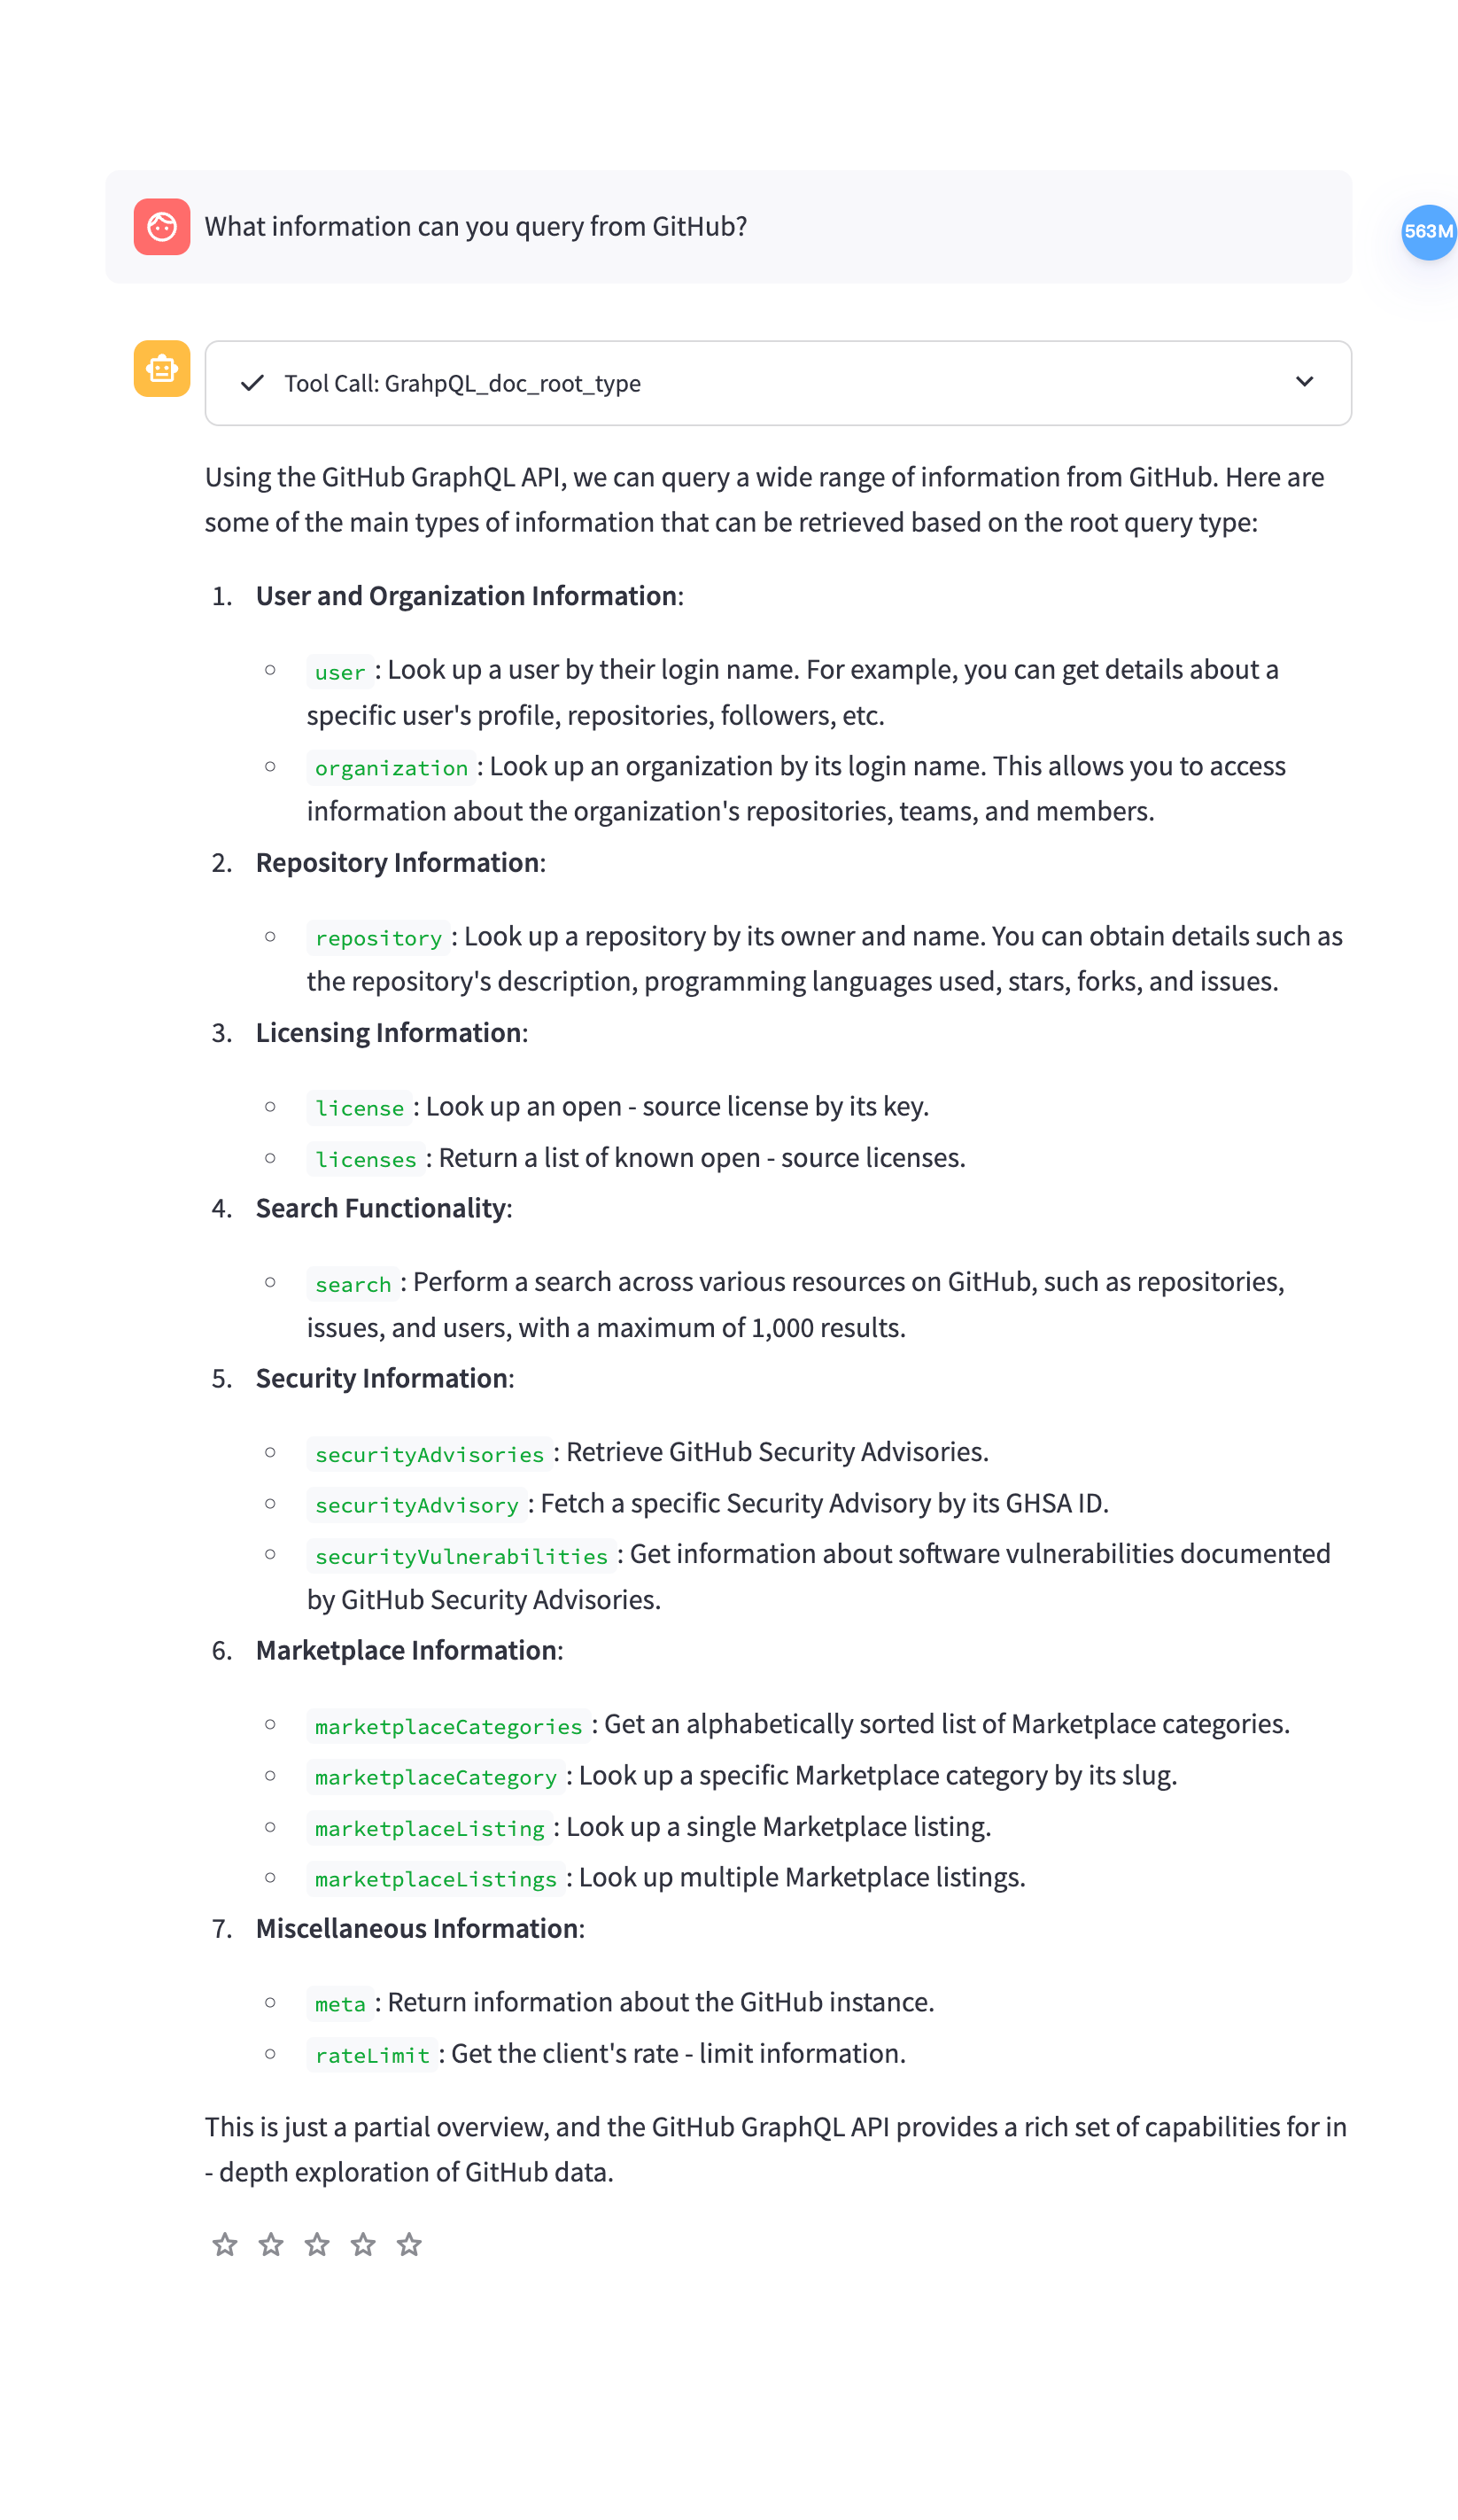 What information can you query from GitHub?
563M
Tool Call: GrahpQL_doc_root_type
Using the GitHub GraphQL API, we can query a wide range of information from GitHub. Here are
some of the main types of information that can be retrieved based on the root query type:
1. User and Organization Information:
user : Look up a user by their login name. For example, you can get details about a
specific user's profile, repositories, followers, etc.
organization : Look up an organization by its login name. This allows you to access
information about the organization's repositories, teams, and members.
2. Repository Information:
repository : Look up a repository by its owner and name. You can obtain details such as
the repository's description, programming languages used, stars, forks, and issues.
3. Licensing Information:
license : Look up an open - source license by its key.
licenses : Return a list of known open - source licenses.
4. Search Functionality:
search : Perform a search across various resources on GitHub, such as repositories,
issues, and users, with a maximum of 1,000 results.
5. Security Information:
securityAdvisories : Retrieve GitHub Security Advisories.
securityAdvisory : Fetch a specific Security Advisory by its GHSA ID.
securityVulnerabilities : Get information about software vulnerabilities documented
by GitHub Security Advisories.
6. Marketplace Information:
marketplaceCategories : Get an alphabetically sorted list of Marketplace categories.
marketplaceCategory : Look up a specific Marketplace category by its slug.
marketplaceListing : Look up a single Marketplace listing.
marketplaceListings : Look up multiple Marketplace listings.
7. Miscellaneous Information:
meta : Return information about the GitHub instance.
rateLimit : Get the client's rate - limit information.
This is just a partial overview, and the GitHub GraphQL API provides a rich set of capabilities for in
- depth exploration of GitHub data.